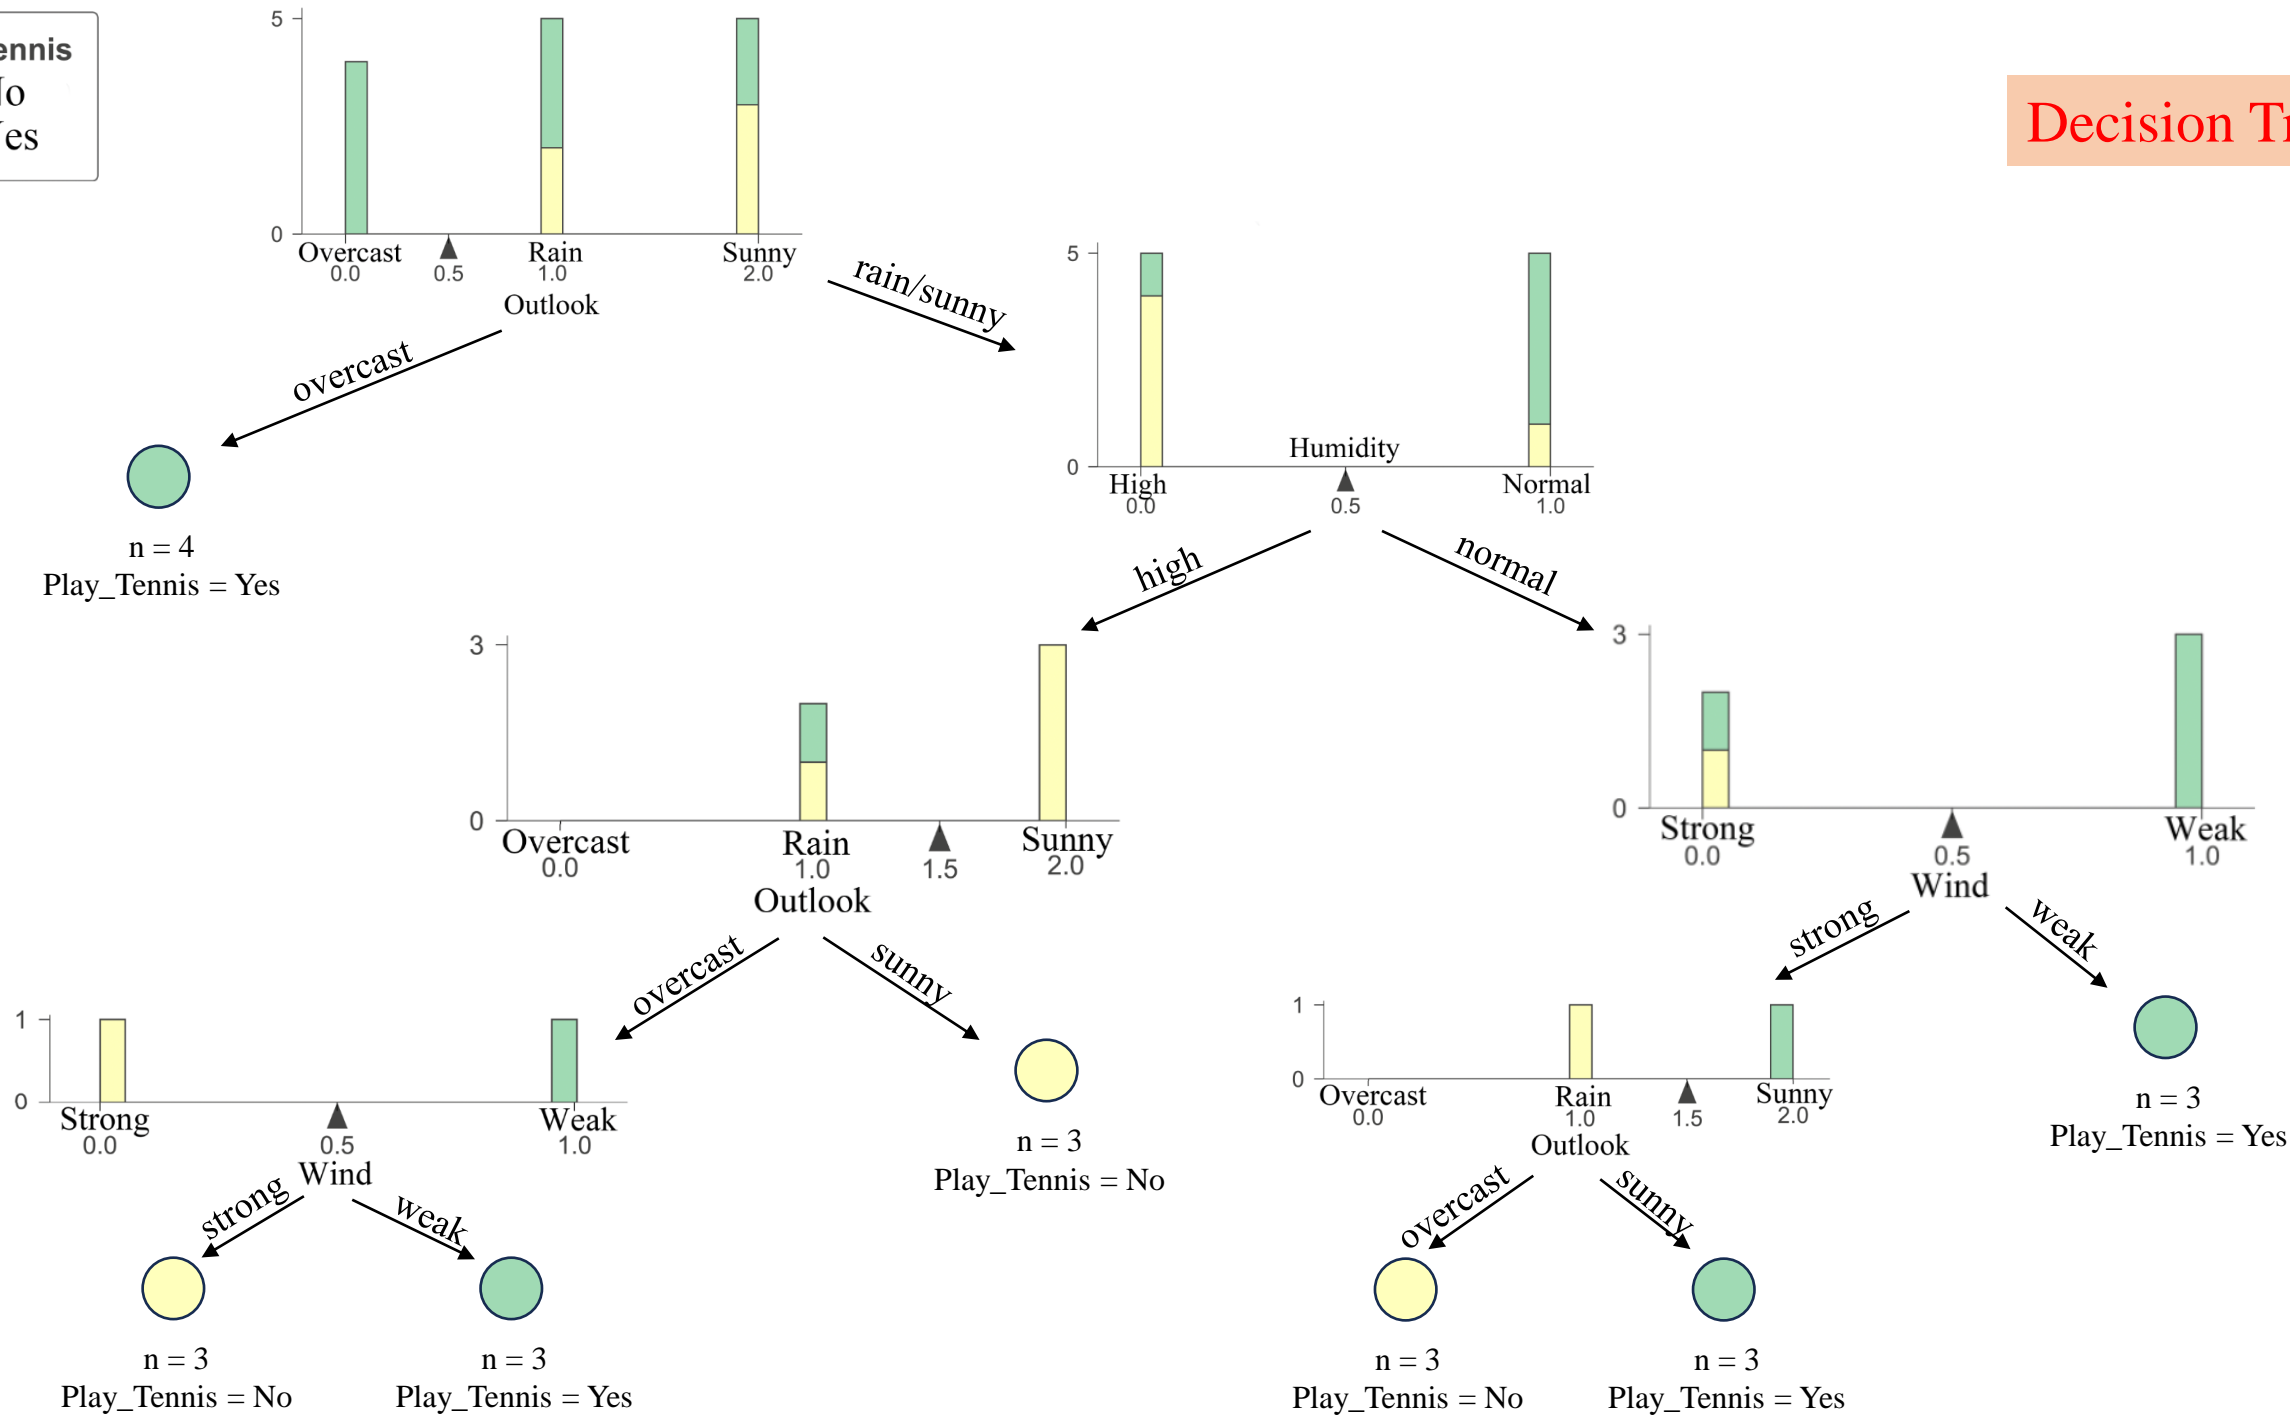 ennis
es
Decision
5
0
Overcast Rain Sunny
0.0 0.5 1.0 2.0
Outlook
overcast
rain/sunny
n = 4
Play_Tennis = Yes
5
0
Humidity
High Normal
0.0 0.5 1.0
high
normal
3
0
Overcast Rain Sunny
0.0 1.0 1.5 2.0
Outlook
overcast
sunny
3
0
Strong Weak
0.0 0.5 1.0
Wind
strong
weak
1
0
Strong Weak
0.0 0.5 1.0
Wind
strong
weak
n = 3
Play_Tennis = No
1
0
Overcast Rain Sunny
0.0 1.0 1.5 2.0
Outlook
overcast
sunny
n = 3
Play_Tennis = Yes
n = 3
Play_Tennis = No
n = 3
Play_Tennis = Yes
n = 3
Play_Tennis = No
n = 3
Play_Tennis = Yes